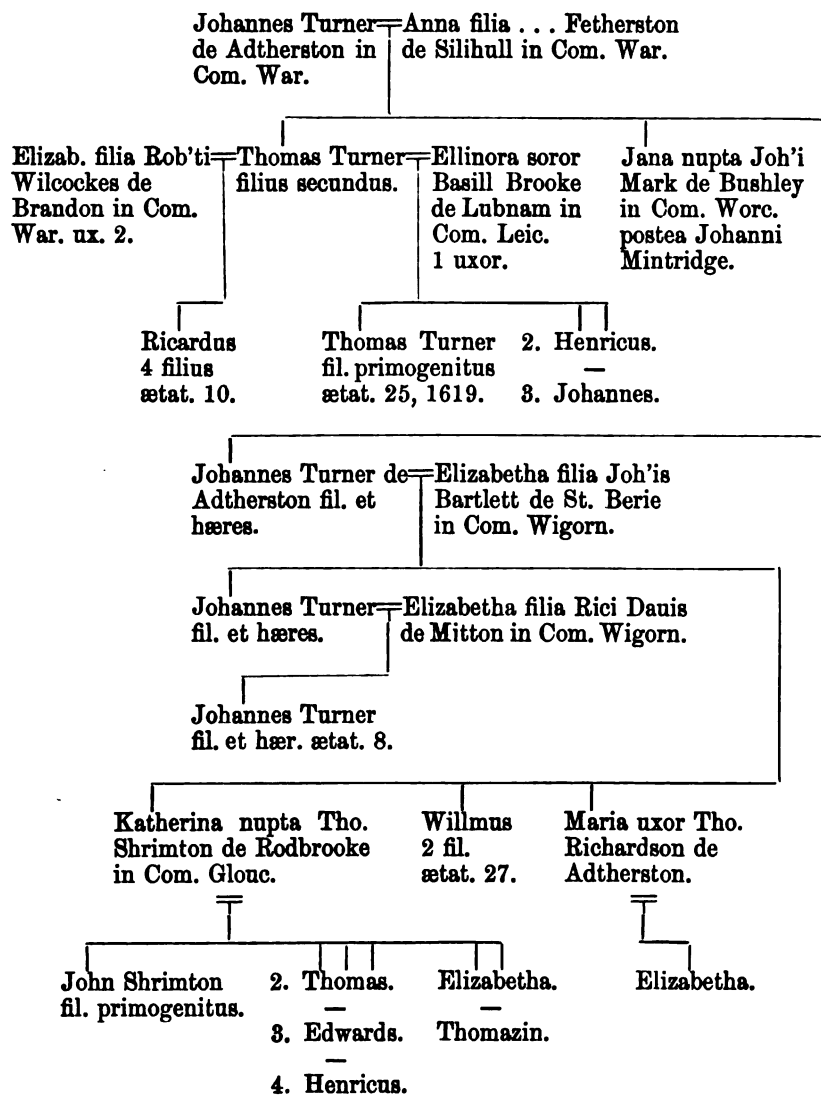 Johannes Turner Anna filia . . . Fetherston
de Adtherston in de Silihull in Com. War.
Com. War.
Elizab. filia Rob'ti Thomas Turner Ellinora soror Jana nupta Joh'i
Wilcockes de filius secundus. Basill Brooke Mark de Bushley
Brandon in Com. de Lubnam in in Com. Worc.
War. ux. 2. Com. Leic. postea Johanni
1 uxor. Mintridge.
Ricardus Thomas Turner 2. Henricus.
4 filius fil. primogenitus —
ætat. 10. ætat. 25, 1619. 3. Johannes.
Johannes Turner de Elizabetha filia Joh'is
Adtherston fil. et Bartlett de St. Berie
hæres. in Com. Wigorn.
Johannes Turner Elizabetha filia Rici Dauis
fil. et hæres. de Mitton in Com. Wigorn.
Johannes Turner
fil. et hær. ætat. 8.
Katherina nupta Tho. Willmus Maria uxor Tho.
Shrimton de Rodbrooke 2 fil. Richardson de
in Com. Glouc. ætat. 27. Adtherston.
John Shrimton 2. Thomas. Elizabetha. Elizabetha.
fil. primogenitus. — —
3. Edwards. Thomazin.
—
4. Henricus.